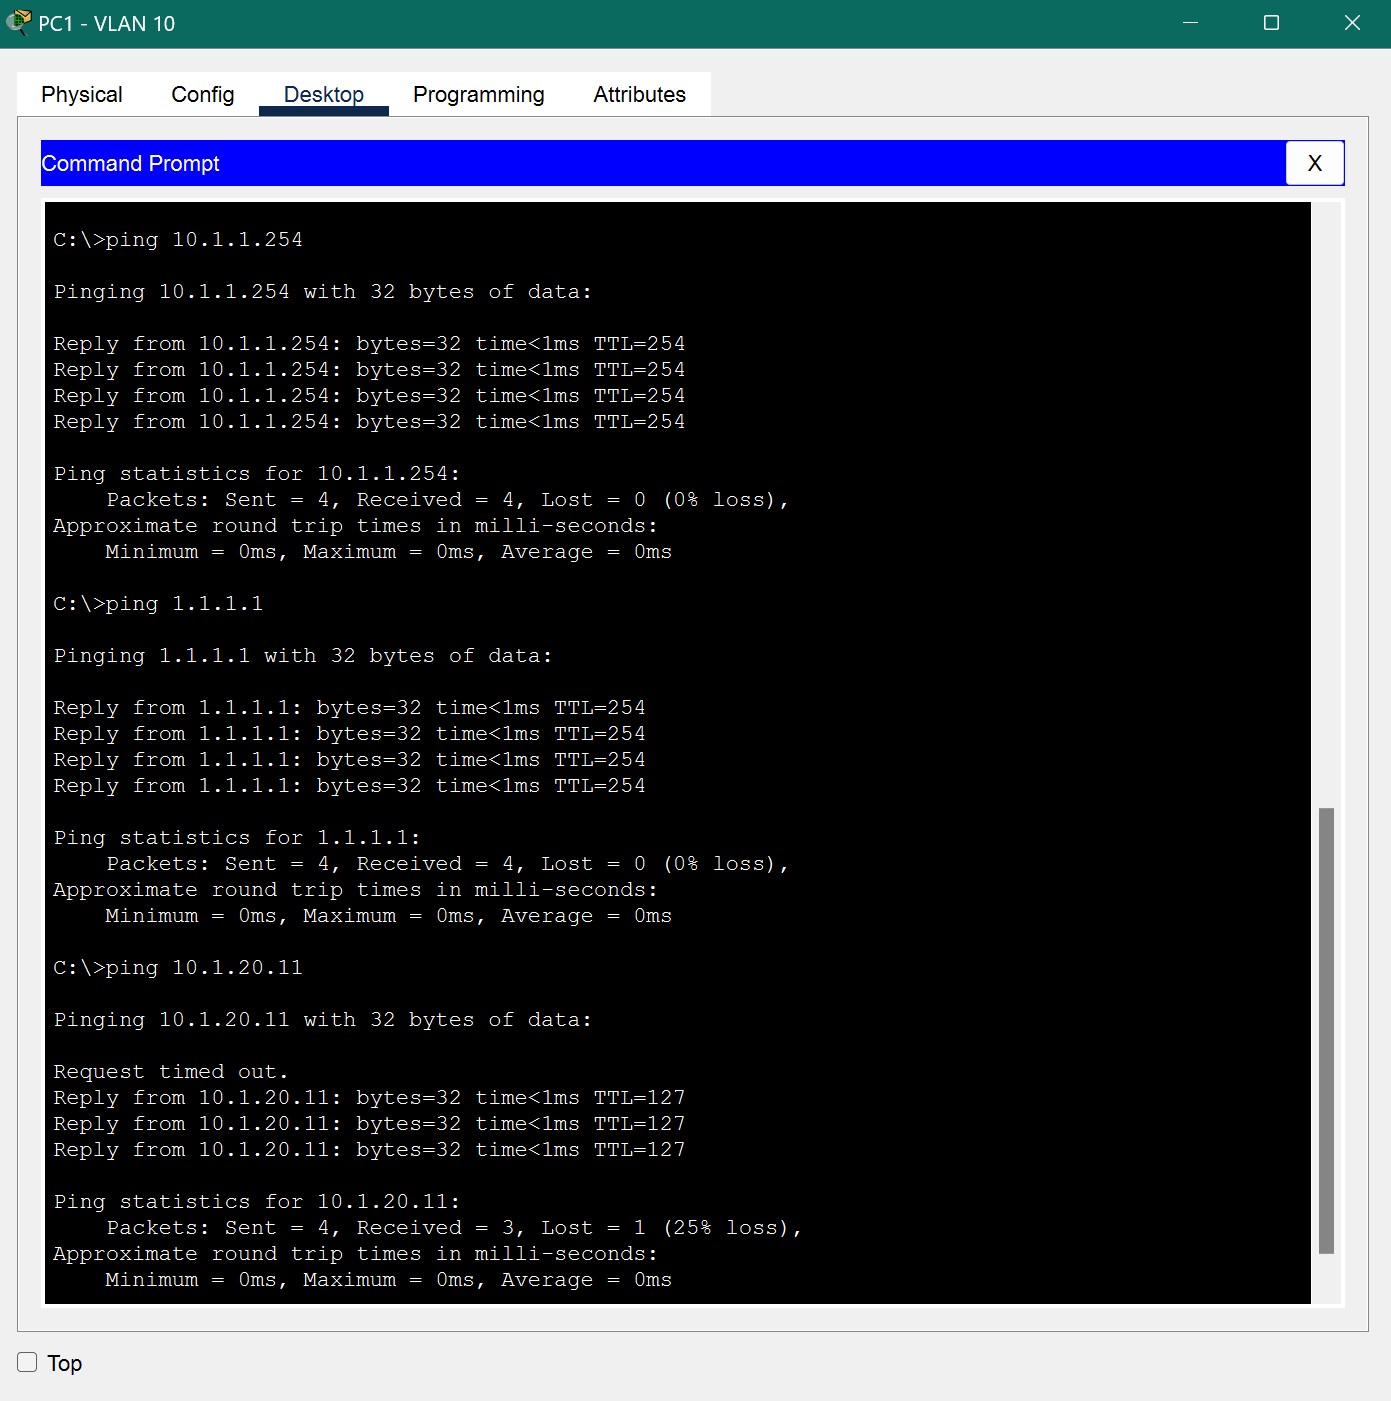 PC1 - VLAN 10
Physical Config Desktop Programming Attributes
Command Prompt X
C:\>ping 10.1.1.254
Pinging 10.1.1.254 with 32 bytes of data:
Reply from 10.1.1.254: bytes=32 time<1ms TTL=254
Reply from 10.1.1.254: bytes=32 time<1ms TTL=254
Reply from 10.1.1.254: bytes=32 time<1ms TTL=254
Reply from 10.1.1.254: bytes=32 time<1ms TTL=254
Ping statistics for 10.1.1.254:
    Packets: Sent = 4, Received = 4, Lost = 0 (0% loss),
Approximate round trip times in milli-seconds:
    Minimum = 0ms, Maximum = 0ms, Average = 0ms
C:\>ping 1.1.1.1
Pinging 1.1.1.1 with 32 bytes of data:
Reply from 1.1.1.1: bytes=32 time<1ms TTL=254
Reply from 1.1.1.1: bytes=32 time<1ms TTL=254
Reply from 1.1.1.1: bytes=32 time<1ms TTL=254
Reply from 1.1.1.1: bytes=32 time<1ms TTL=254
Ping statistics for 1.1.1.1:
    Packets: Sent = 4, Received = 4, Lost = 0 (0% loss),
Approximate round trip times in milli-seconds:
    Minimum = 0ms, Maximum = 0ms, Average = 0ms
C:\>ping 10.1.20.11
Pinging 10.1.20.11 with 32 bytes of data:
Request timed out.
Reply from 10.1.20.11: bytes=32 time<1ms TTL=127
Reply from 10.1.20.11: bytes=32 time<1ms TTL=127
Reply from 10.1.20.11: bytes=32 time<1ms TTL=127
Ping statistics for 10.1.20.11:
    Packets: Sent = 4, Received = 3, Lost = 1 (25% loss),
Approximate round trip times in milli-seconds:
    Minimum = 0ms, Maximum = 0ms, Average = 0ms
Top